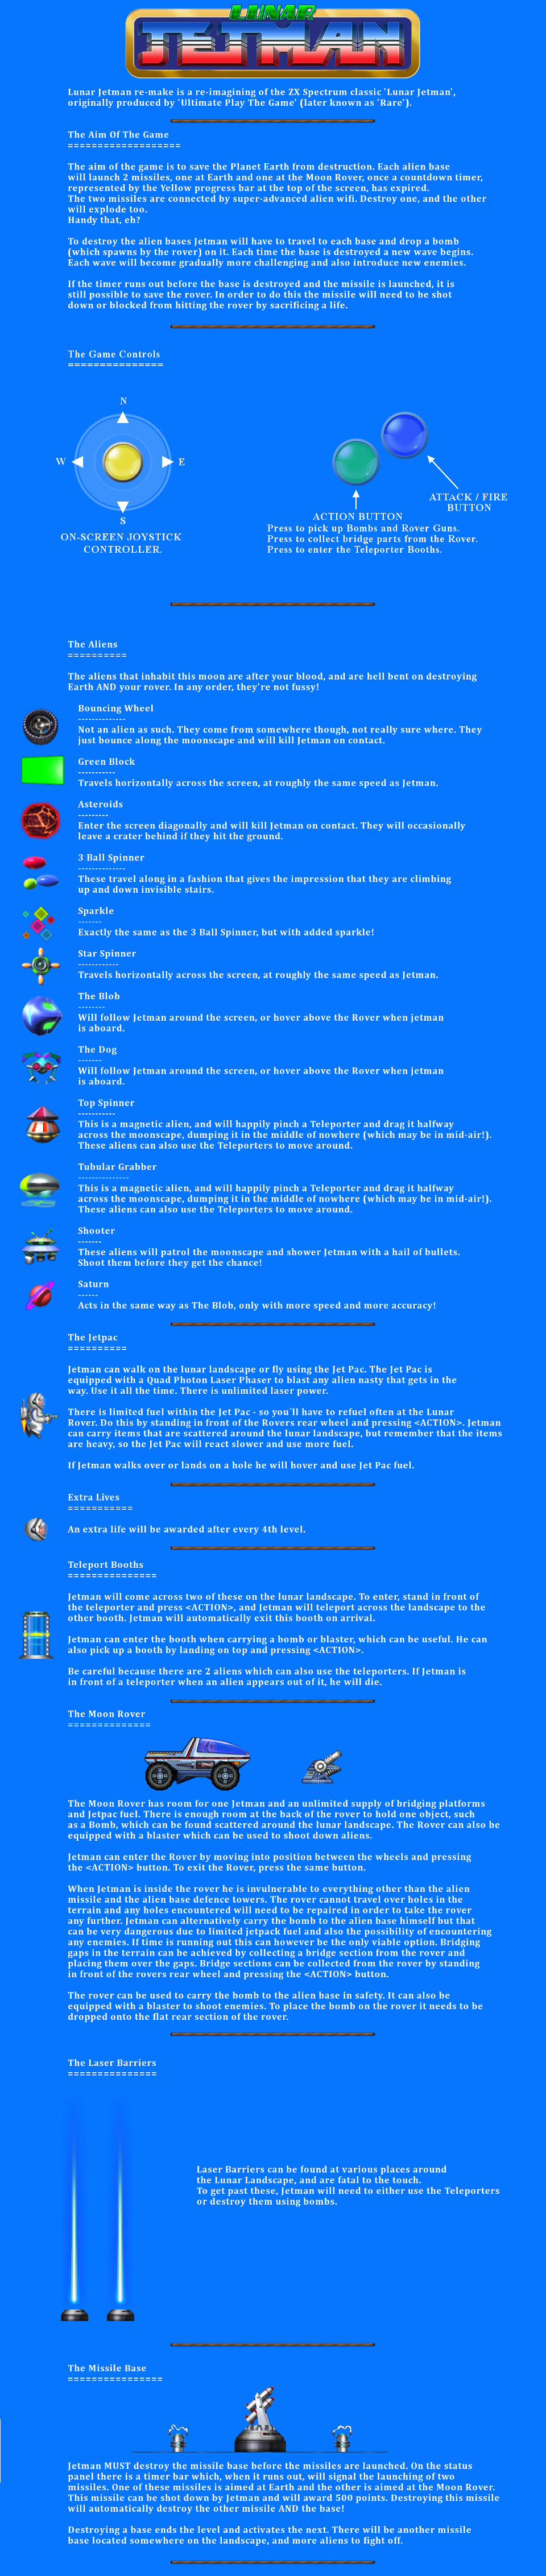 LUNAR
JETMAN
Lunar Jetman re-make is a re-imagining of the ZX Spectrum classic 'Lunar Jetman',
originally produced by 'Ultimate Play The Game' (later known as 'Rare').
The Aim Of The Game
===================
The aim of the game is to save the Planet Earth from destruction. Each alien base
will launch 2 missiles, one at Earth and one at the Moon Rover, once a countdown timer,
represented by the Yellow progress bar at the top of the screen, has expired.
The two missiles are connected by super-advanced alien wifi. Destroy one, and the other
will explode too.
Handy that, eh?
To destroy the alien bases Jetman will have to travel to each base and drop a bomb
(which spawns by the rover) on it. Each time the base is destroyed a new wave begins.
Each wave will become gradually more challenging and also introduce new enemies.
If the timer runs out before the base is destroyed and the missile is launched, it is
still possible to save the rover. In order to do this the missile will need to be shot
down or blocked from hitting the rover by sacrificing a life.
The Game Controls
================
N
W
E
S
ON-SCREEN JOYSTICK
CONTROLLER.
ATTACK / FIRE
BUTTON
ACTION BUTTON
Press to pick up Bombs and Rover Guns.
Press to collect bridge parts from the Rover.
Press to enter the Teleporter Booths.
The Aliens
==========
The aliens that inhabit this moon are after your blood, and are hell bent on destroying
Earth AND your rover. In any order, they're not fussy!
Bouncing Wheel
--------------
Not an alien as such. They come from somewhere though, not really sure where. They
just bounce along the moonscape and will kill Jetman on contact.
Green Block
-----------
Travels horizontally across the screen, at roughly the same speed as Jetman.
Asteroids
---------
Enter the screen diagonally and will kill Jetman on contact. They will occasionally
leave a crater behind if they hit the ground.
3 Ball Spinner
--------------
These travel along in a fashion that gives the impression that they are climbing
up and down invisible stairs.
Sparkle
-------
Exactly the same as the 3 Ball Spinner, but with added sparkle!
Star Spinner
------------
Travels horizontally across the screen, at roughly the same speed as Jetman.
The Blob
--------
Will follow Jetman around the screen, or hover above the Rover when jetman
is aboard.
The Dog
-------
Will follow Jetman around the screen, or hover above the Rover when jetman
is aboard.
Top Spinner
-----------
This is a magnetic alien, and will happily pinch a Teleporter and drag it halfway
across the moonscape, dumping it in the middle of nowhere (which may be in mid-air!).
These aliens can also use the Teleporters to move around.
Tubular Grabber
---------------
This is a magnetic alien, and will happily pinch a Teleporter and drag it halfway
across the moonscape, dumping it in the middle of nowhere (which may be in mid-air!).
These aliens can also use the Teleporters to move around.
Shooter
-------
These aliens will patrol the moonscape and shower Jetman with a hail of bullets.
Shoot them before they get the chance!
Saturn
------
Acts in the same way as The Blob, only with more speed and more accuracy!
The Jetpac
==========
Jetman can walk on the lunar landscape or fly using the Jet Pac. The Jet Pac is
equipped with a Quad Photon Laser Phaser to blast any alien nasty that gets in the
way. Use it all the time. There is unlimited laser power.
There is limited fuel within the Jet Pac - so you`ll have to refuel often at the Lunar
Rover. Do this by standing in front of the Rovers rear wheel and pressing <ACTION>. Jetman
can carry items that are scattered around the lunar landscape, but remember that the items
are heavy, so the Jet Pac will react slower and use more fuel.
If Jetman walks over or lands on a hole he will hover and use Jet Pac fuel.
Extra Lives
===========
An extra life will be awarded after every 4th level.
Teleport Booths
===============
Jetman will come across two of these on the lunar landscape. To enter, stand in front of
the teleporter and press <ACTION>, and Jetman will teleport across the landscape to the
other booth. Jetman will automatically exit this booth on arrival.
Jetman can enter the booth when carrying a bomb or blaster, which can be useful. He can
also pick up a booth by landing on top and pressing <ACTION>.
Be careful because there are 2 aliens which can also use the teleporters. If Jetman is
in front of a teleporter when an alien appears out of it, he will die.
The Moon Rover
==============
The Moon Rover has room for one Jetman and an unlimited supply of bridging platforms
and Jetpac fuel. There is enough room at the back of the rover to hold one object, such
as a Bomb, which can be found scattered around the lunar landscape. The Rover can also be
equipped with a blaster which can be used to shoot down aliens.
Jetman can enter the Rover by moving into position between the wheels and pressing
the <ACTION> button. To exit the Rover, press the same button.
When Jetman is inside the rover he is invulnerable to everything other than the alien
missile and the alien base defence towers. The rover cannot travel over holes in the
terrain and any holes encountered will need to be repaired in order to take the rover
any further. Jetman can alternatively carry the bomb to the alien base himself but that
can be very dangerous due to limited jetpack fuel and also the possibility of encountering
any enemies. If time is running out this can however be the only viable option. Bridging
gaps in the terrain can be achieved by collecting a bridge section from the rover and
placing them over the gaps. Bridge sections can be collected from the rover by standing
in front of the rovers rear wheel and pressing the <ACTION> button.
The rover can be used to carry the bomb to the alien base in safety. It can also be
equipped with a blaster to shoot enemies. To place the bomb on the rover it needs to be
dropped onto the flat rear section of the rover.
The Laser Barriers
===============
Laser Barriers can be found at various places around
the Lunar Landscape, and are fatal to the touch.
To get past these, Jetman will need to either use the Teleporters
or destroy them using bombs.
The Missile Base
================
Jetman MUST destroy the missile base before the missiles are launched. On the status
panel there is a timer bar which, when it runs out, will signal the launching of two
missiles. One of these missiles is aimed at Earth and the other is aimed at the Moon Rover.
This missile can be shot down by Jetman and will award 500 points. Destroying this missile
will automatically destroy the other missile AND the base!
Destroying a base ends the level and activates the next. There will be another missile
base located somewhere on the landscape, and more aliens to fight off.